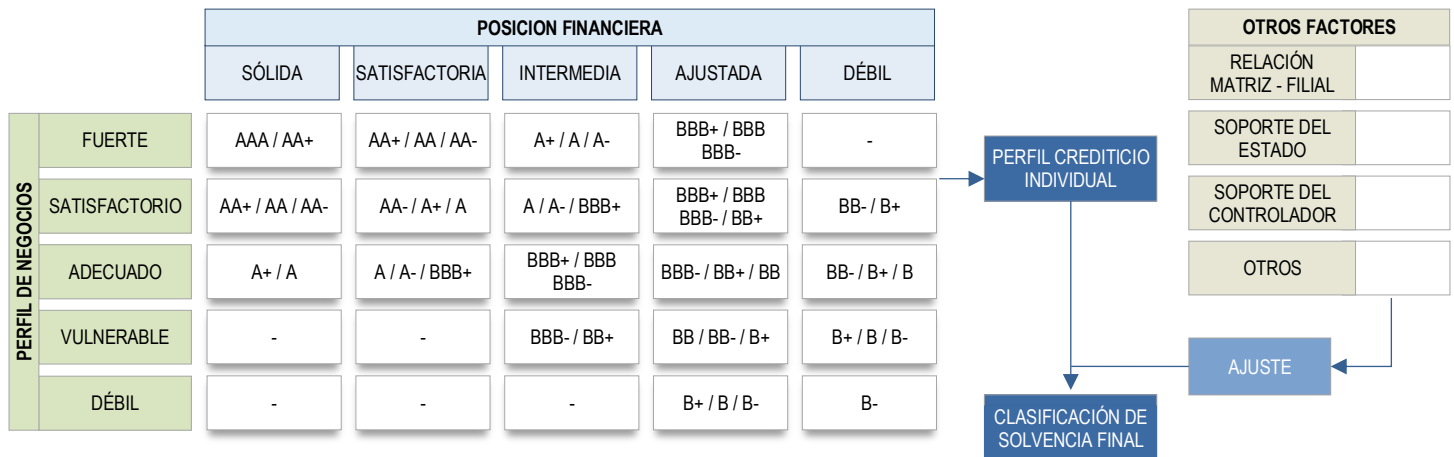 POSICION FINANCIERA
SÓLIDA
SATISFACTORIA
INTERMEDIA
AJUSTADA
DÉBIL
PERFIL DE NEGOCIOS
FUERTE
AAA / AA+
AA+ / AA / AA-
A+ / A / A-
BBB+ / BBB
BBB-
-
SATISFACTORIO
AA+ / AA / AA-
AA- / A+ / A
A / A- / BBB+
BBB+ / BBB
BBB- / BB+
BB- / B+
ADECUADO
A+ / A
A / A- / BBB+
BBB+ / BBB
BBB-
BBB- / BB+ / BB
BB- / B+ / B
VULNERABLE
-
-
BBB- / BB+
BB / BB- / B+
B+ / B / B-
DÉBIL
-
-
-
B+ / B / B-
B-
PERFIL CREDITICIO
INDIVIDUAL
CLASIFICACIÓN DE
SOLVENCIA FINAL
OTROS FACTORES
RELACIÓN
MATRIZ - FILIAL
SOPORTE DEL
ESTADO
SOPORTE DEL
CONTROLADOR
OTROS
AJUSTE